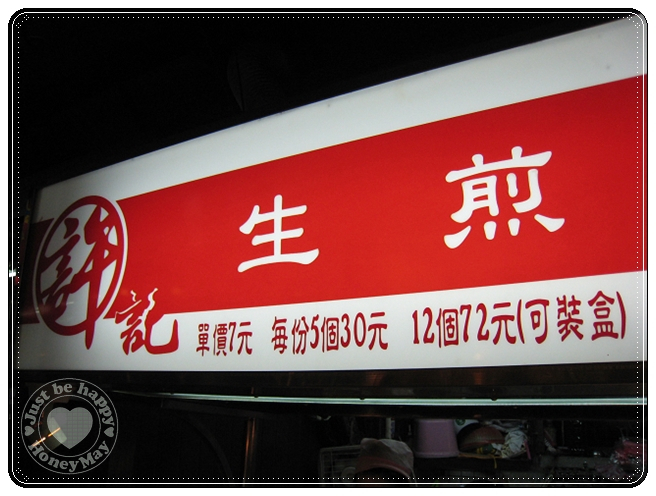 許記
生煎
單價7元 每份5個30元 12個72元(可裝盒)
Just be happy
HoneyMay